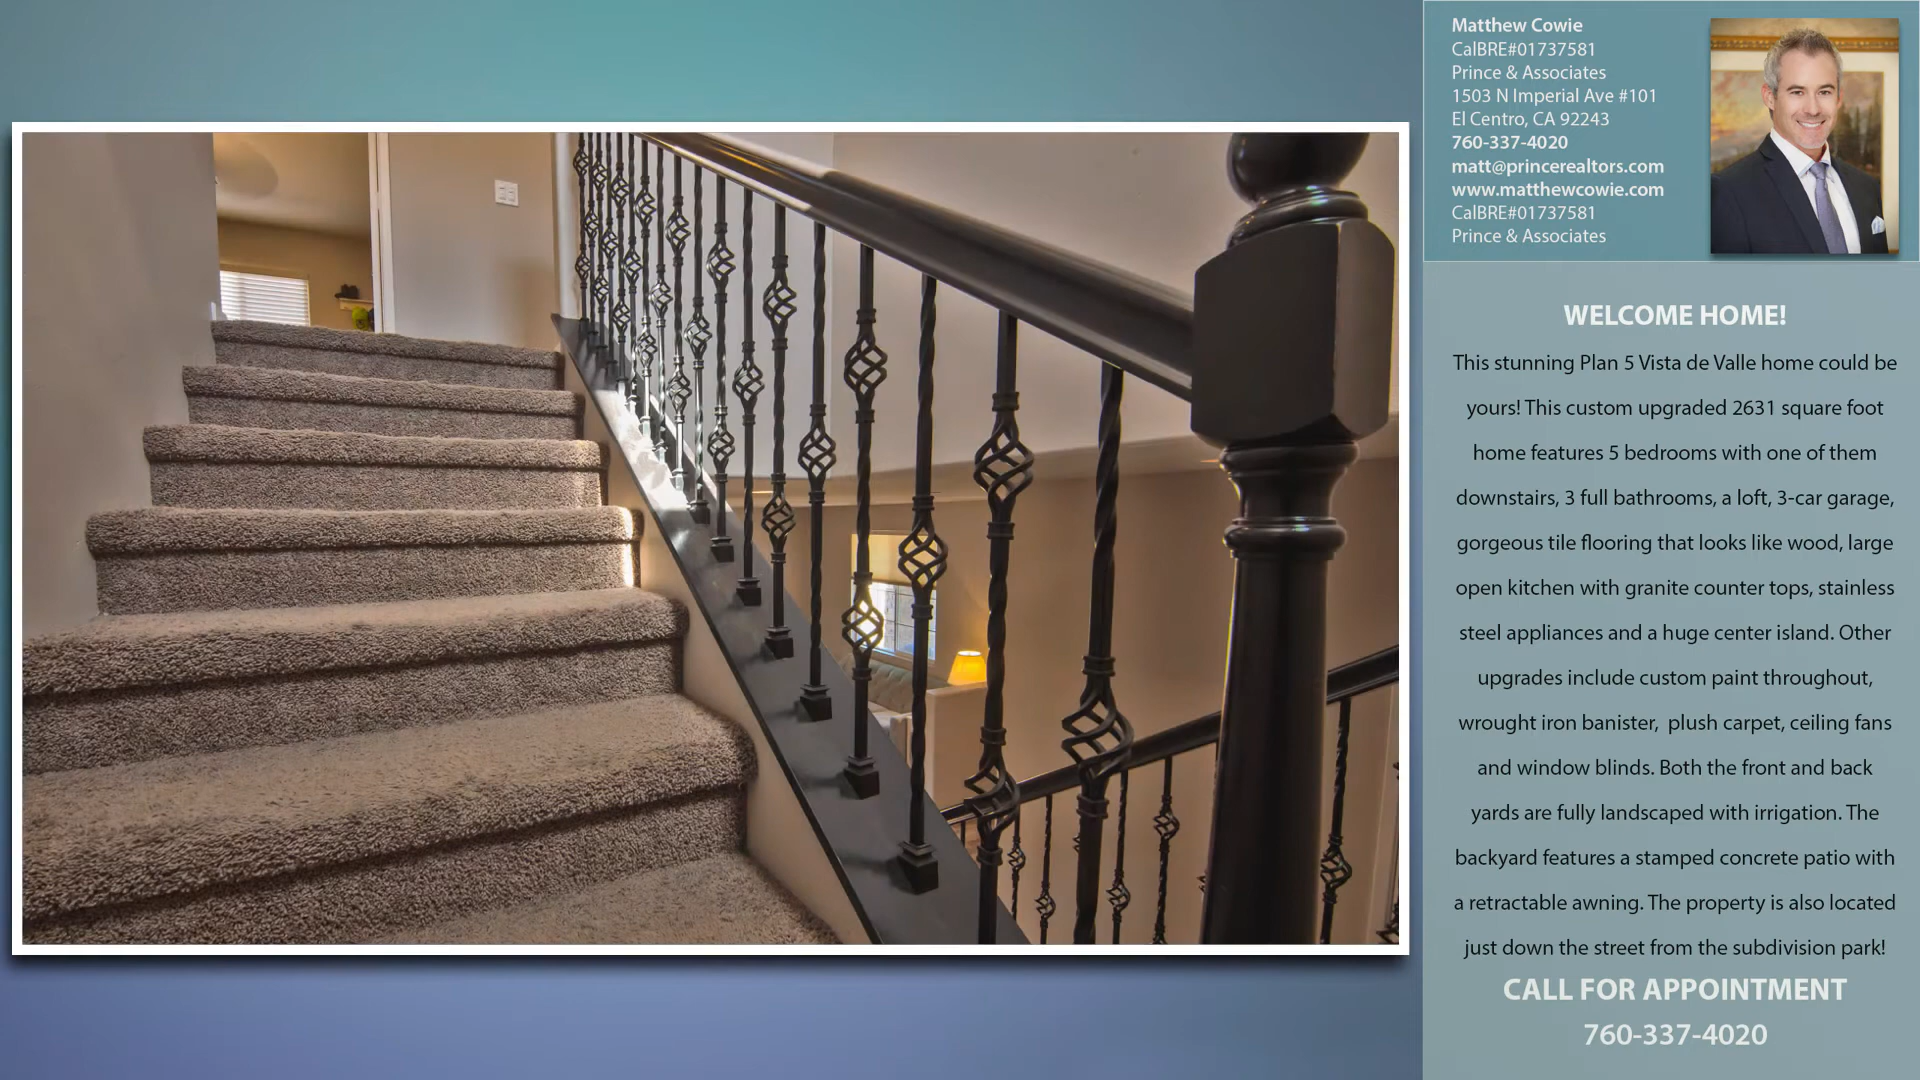 Matthew Cowie
CalBRE#01737581
Prince & Associates
1503 N Imperial Ave #101
El Centro, CA 92243
760-337-4020
matt@princerealtors.com
www.matthewcowie.com
CalBRE#01737581
Prince & Associates
WELCOME HOME!
This stunning Plan 5 Vista de Valle home could be
yours! This custom upgraded 2631 square foot
home features 5 bedrooms with one of them
downstairs, 3 full bathrooms, a loft, 3-car garage,
gorgeous tile flooring that looks like wood, large
open kitchen with granite counter tops, stainless
steel appliances and a huge center island. Other
upgrades include custom paint throughout,
wrought iron banister,  plush carpet, ceiling fans
and window blinds. Both the front and back
yards are fully landscaped with irrigation. The
backyard features a stamped concrete patio with
a retractable awning. The property is also located
just down the street from the subdivision park!
CALL FOR APPOINTMENT
760-337-4020